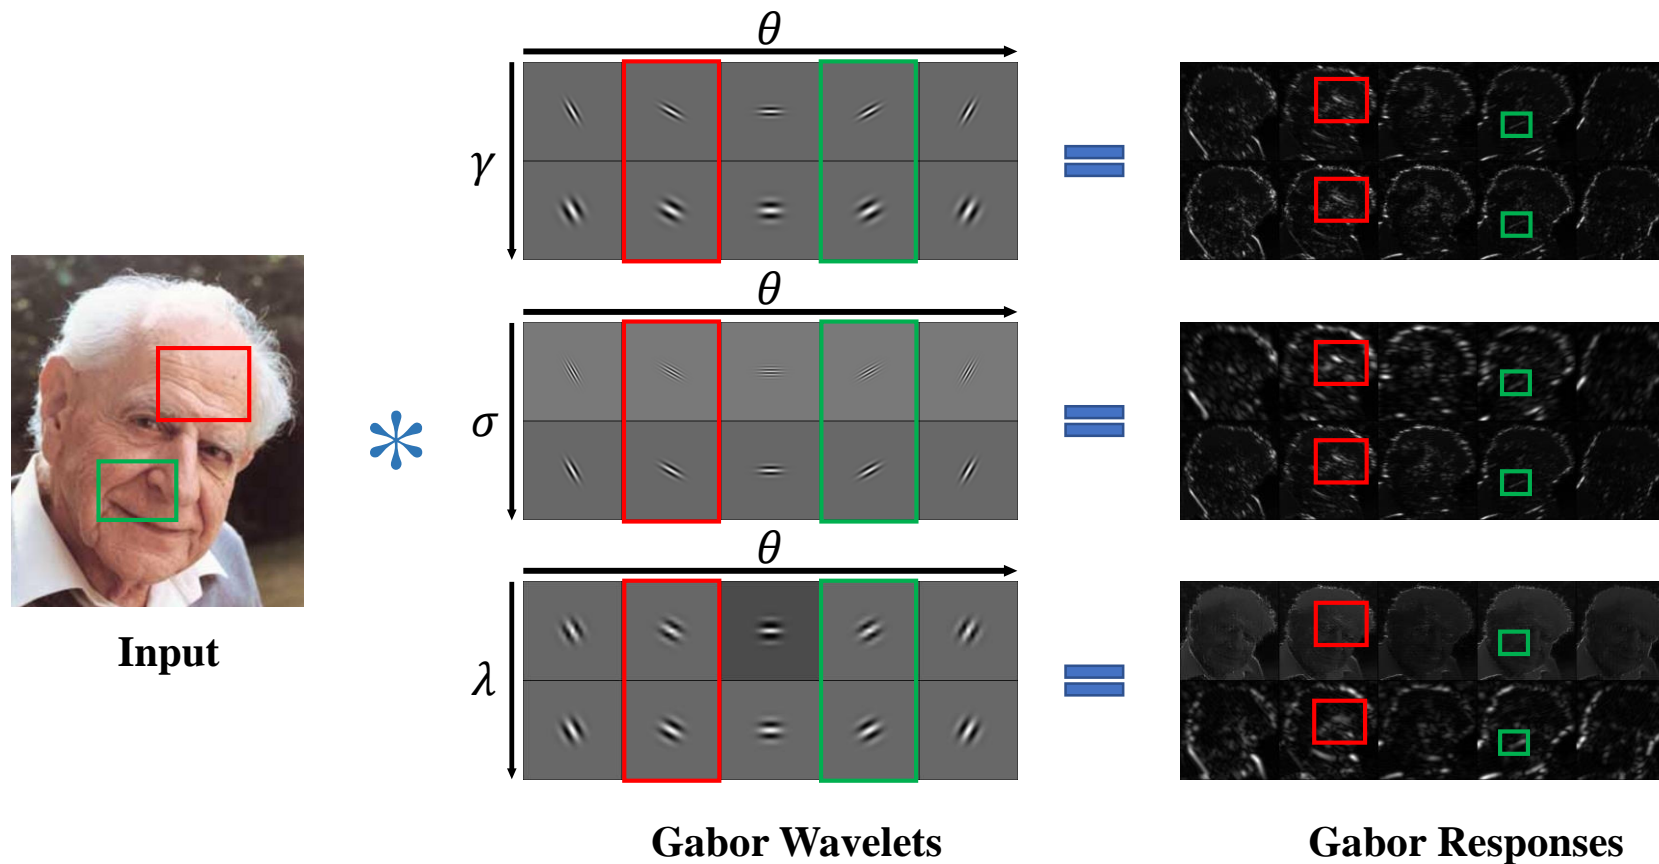 θ
γ
θ
σ
*
θ
λ
Input
Gabor Wavelets
Gabor Responses